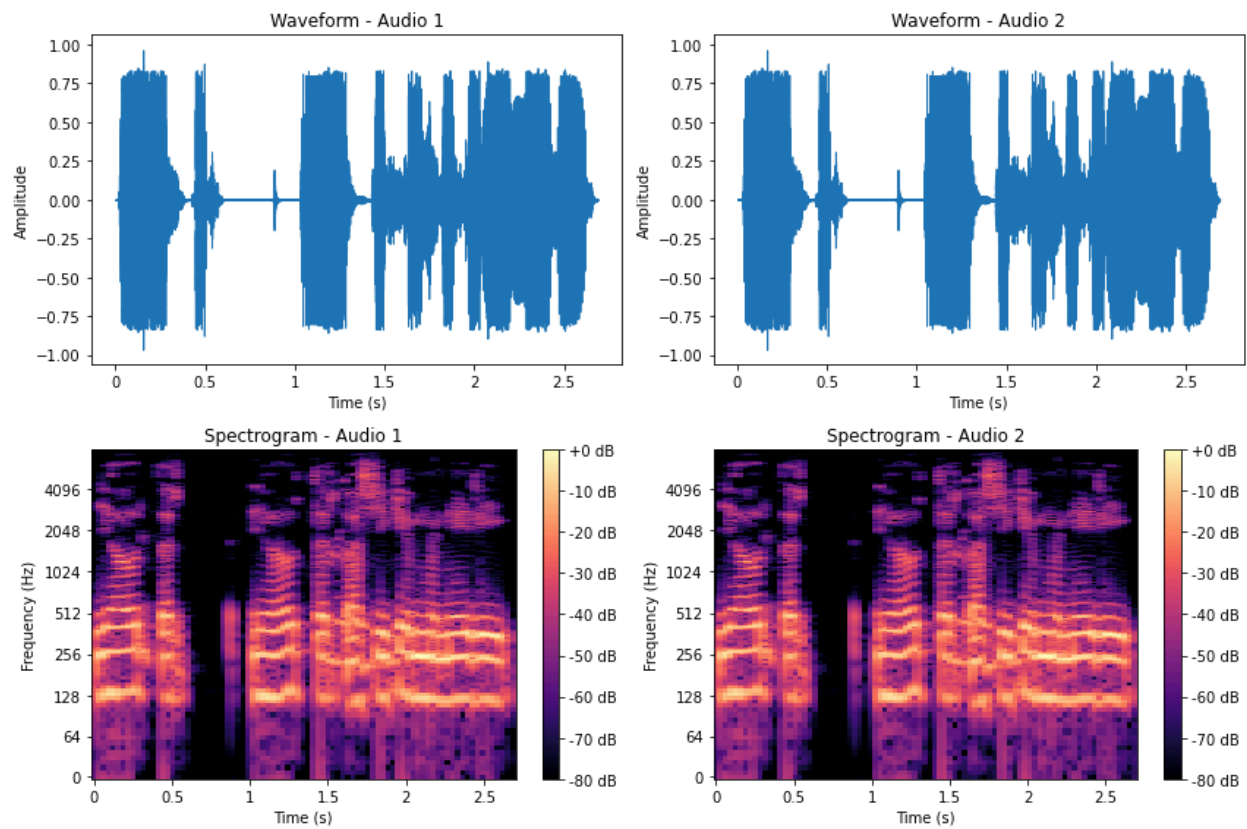 Waveform - Audio 1
1.00
0.75
0.50
0.25
0.00
−0.25
−0.50
−0.75
−1.00
Amplitude
0 0.5 1 1.5 2 2.5
Time (s)
Waveform - Audio 2
1.00
0.75
0.50
0.25
0.00
−0.25
−0.50
−0.75
−1.00
Amplitude
0 0.5 1 1.5 2 2.5
Time (s)
Spectrogram - Audio 1
4096
2048
1024
512
256
128
64
0
Frequency (Hz)
0 0.5 1 1.5 2 2.5
Time (s)
+0 dB
-10 dB
-20 dB
-30 dB
-40 dB
-50 dB
-60 dB
-70 dB
-80 dB
Spectrogram - Audio 2
4096
2048
1024
512
256
128
64
0
Frequency (Hz)
0 0.5 1 1.5 2 2.5
Time (s)
+0 dB
-10 dB
-20 dB
-30 dB
-40 dB
-50 dB
-60 dB
-70 dB
-80 dB